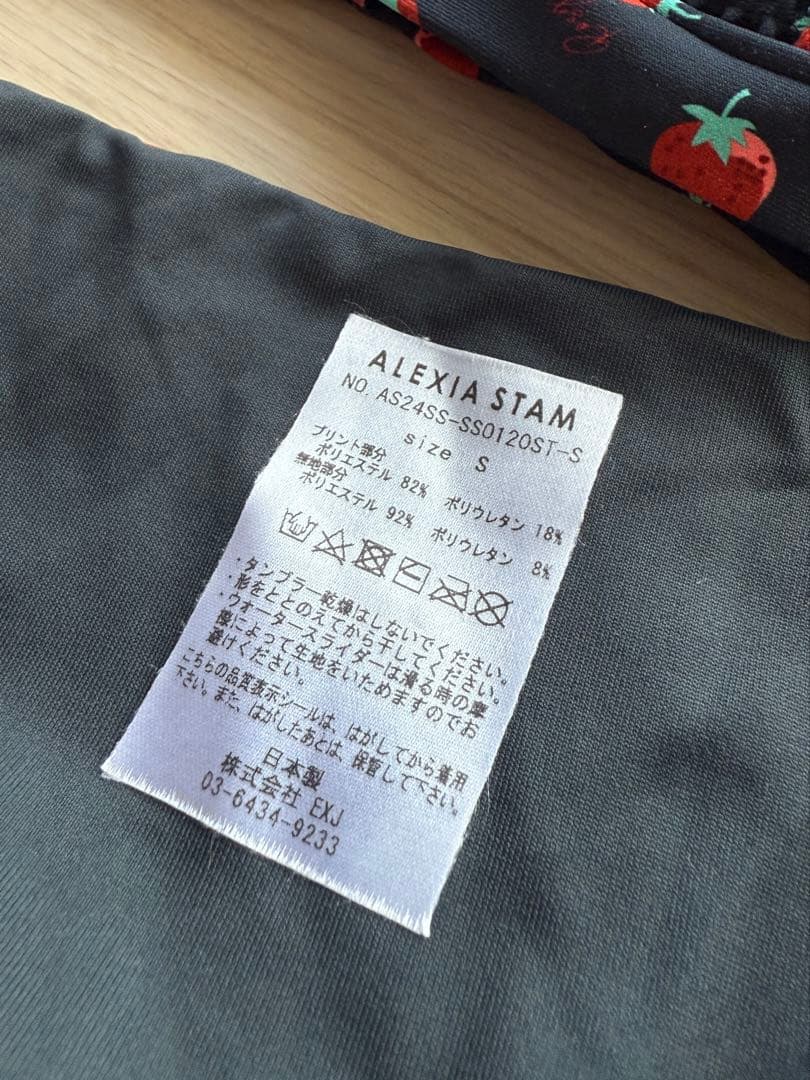 ALEXIA STAM
NO. AS24SS-SS0120ST-S
size S
プリント部分
ポリエステル 82% ポリウレタン 18%
無地部分
ポリエステル 92% ポリウレタン 8%
・タンブラー乾燥はしないでください。
・形をととのえてから干してください。
・ウォータースライダーは滑る時の摩
擦によって生地をいためますのでお
避けください。
こちらの品質表示シールは、はがしてから着用
下さい。また、はがしたあとは、保管して下さい。
日本製
株式会社 EXJ
03-6434-9233